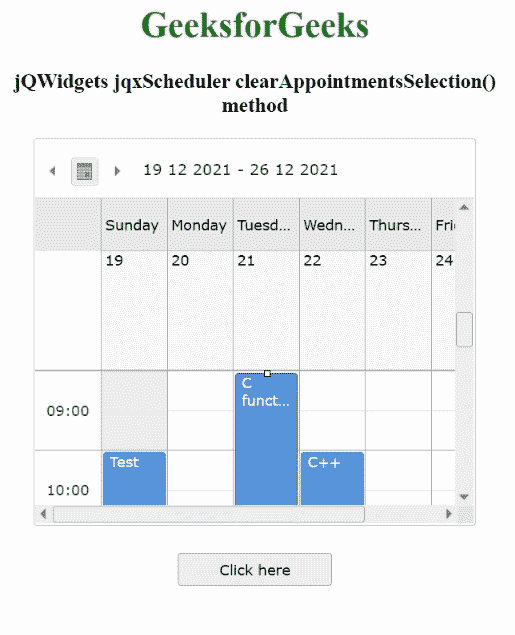 GeeksforGeeks
jQWidgets jqxScheduler clearAppointmentsSelection()
method
19 12 2021 - 26 12 2021
Sunday Monday Tuesd... Wedn... Thurs... Fri
19 20 21 22 23 24
C
funct...
09:00
Test C++
10:00
Click here